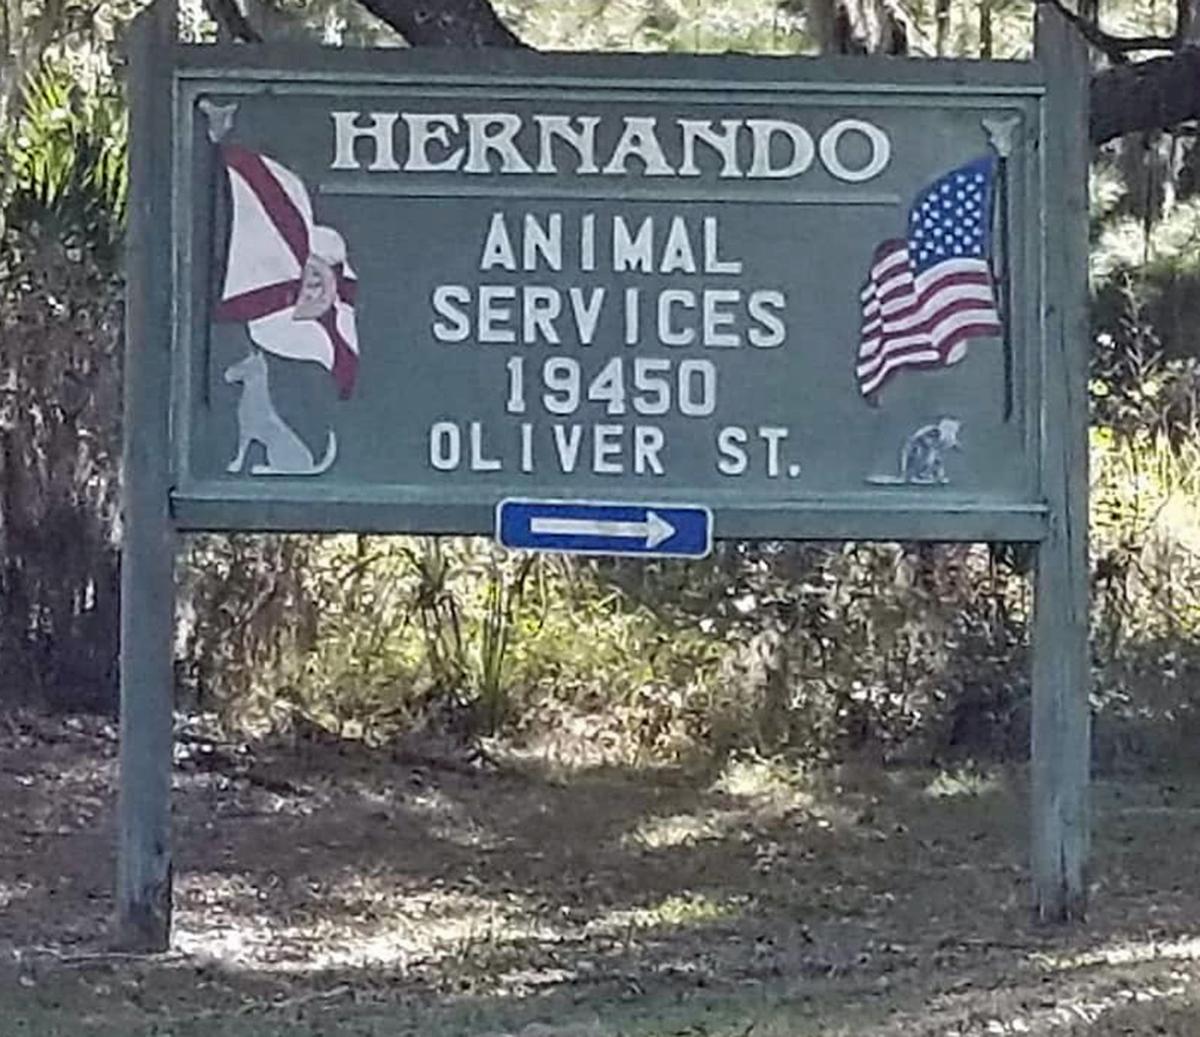 HERNANDO
ANIMAL
SERVICES
19450
OLIVER ST.